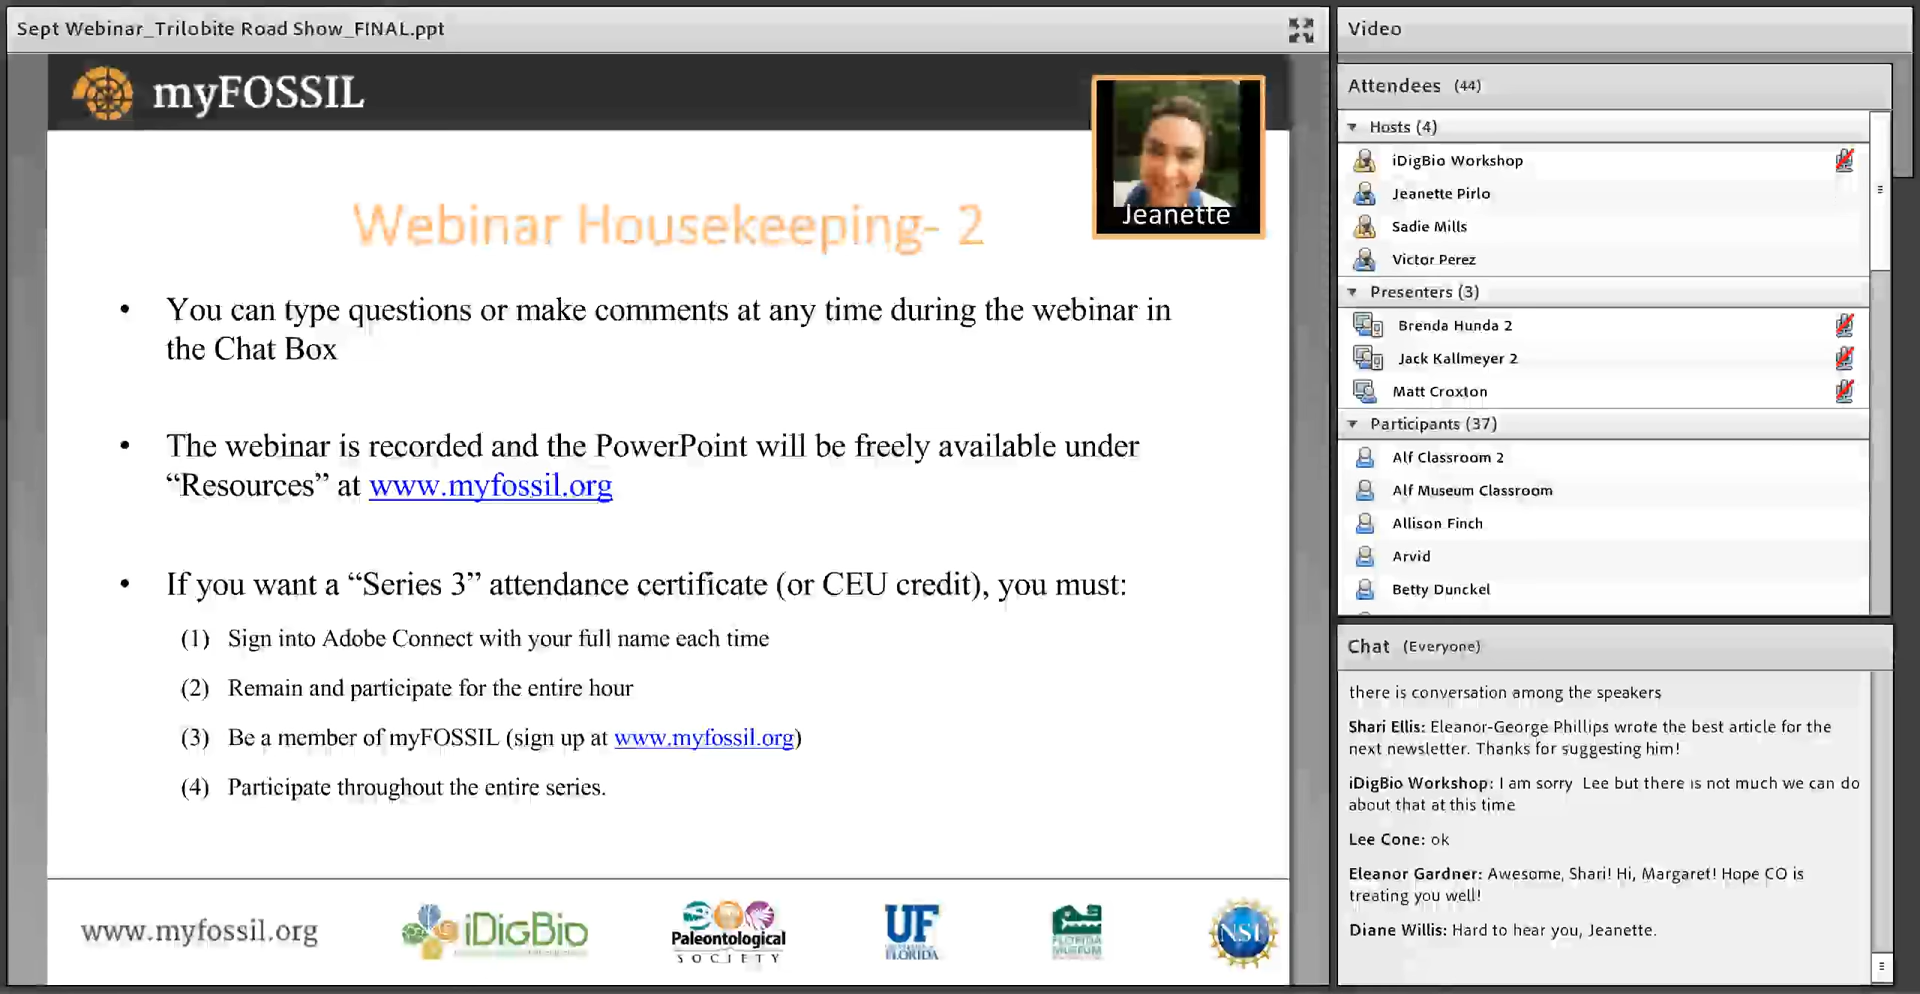 Sept Webinar_Trilobite Road Show_FINAL.ppt
myFOSSIL
Jeanette
Webinar Housekeeping- 2
• You can type questions or make comments at any time during the webinar in
the Chat Box
• The webinar is recorded and the PowerPoint will be freely available under
“Resources” at www.myfossil.org
• If you want a “Series 3” attendance certificate (or CEU credit), you must:
(1) Sign into Adobe Connect with your full name each time
(2) Remain and participate for the entire hour
(3) Be a member of myFOSSIL (sign up at www.myfossil.org)
(4) Participate throughout the entire series.
www.myfossil.org
iDigBio
Paleontological
SOCIETY
UF
FLORIDA
FLORIDA
MUSEUM
NSF
Video
Attendees (44)
Hosts (4)
iDigBio Workshop
Jeanette Pirlo
Sadie Mills
Victor Perez
Presenters (3)
Brenda Hunda 2
Jack Kallmeyer 2
Matt Croxton
Participants (37)
Alf Classroom 2
Alf Museum Classroom
Allison Finch
Arvid
Betty Dunckel
Chat (Everyone)
there is conversation among the speakers
Shari Ellis: Eleanor-George Phillips wrote the best article for the
next newsletter. Thanks for suggesting him!
iDigBio Workshop: I am sorry Lee but there is not much we can do
about that at this time
Lee Cone: ok
Eleanor Gardner: Awesome, Shari! Hi, Margaret! Hope CO is
treating you well!
Diane Willis: Hard to hear you, Jeanette.